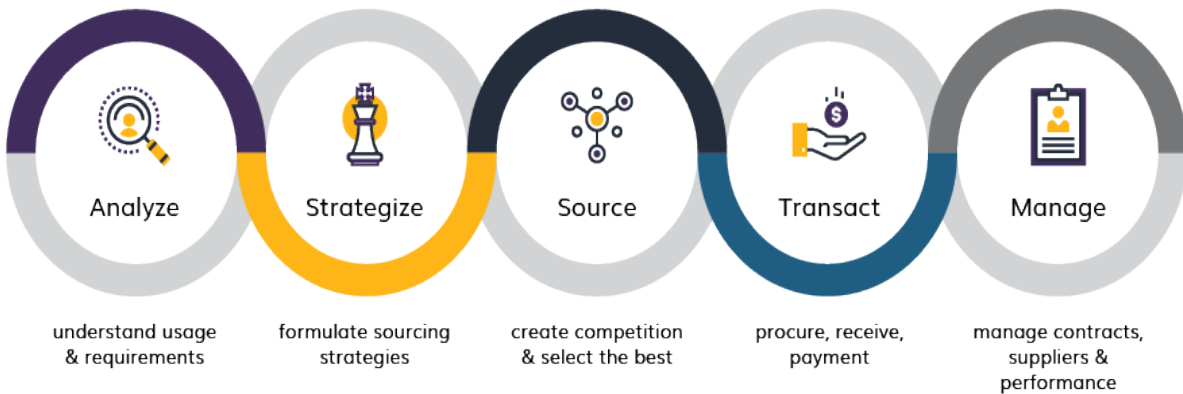 Analyze
Strategize
Source
Transact
Manage
understand usage
& requirements
formulate sourcing
strategies
create competition
& select the best
procure, receive,
payment
manage contracts,
suppliers &
performance